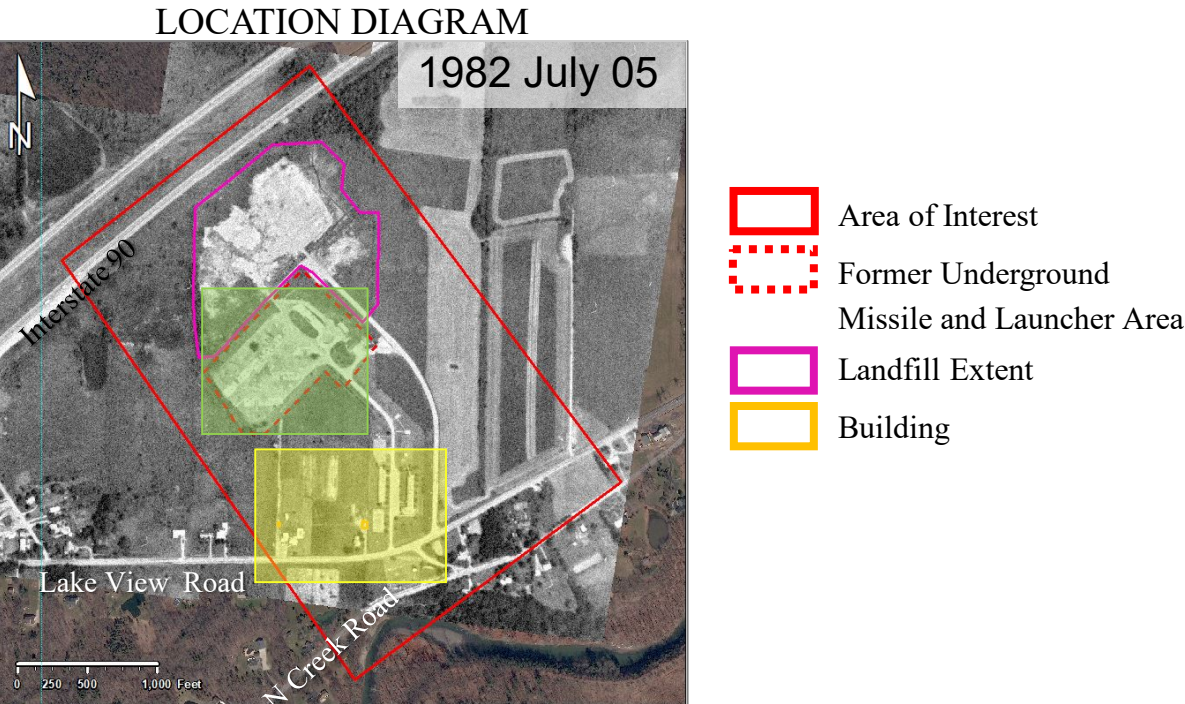 LOCATION DIAGRAM
1982 July 05
N
Interstate 90
Lake View Road
N Creek Road
0 250 500 1,000 Feet
Area of Interest
Former Underground
Missile and Launcher Area
Landfill Extent
Building